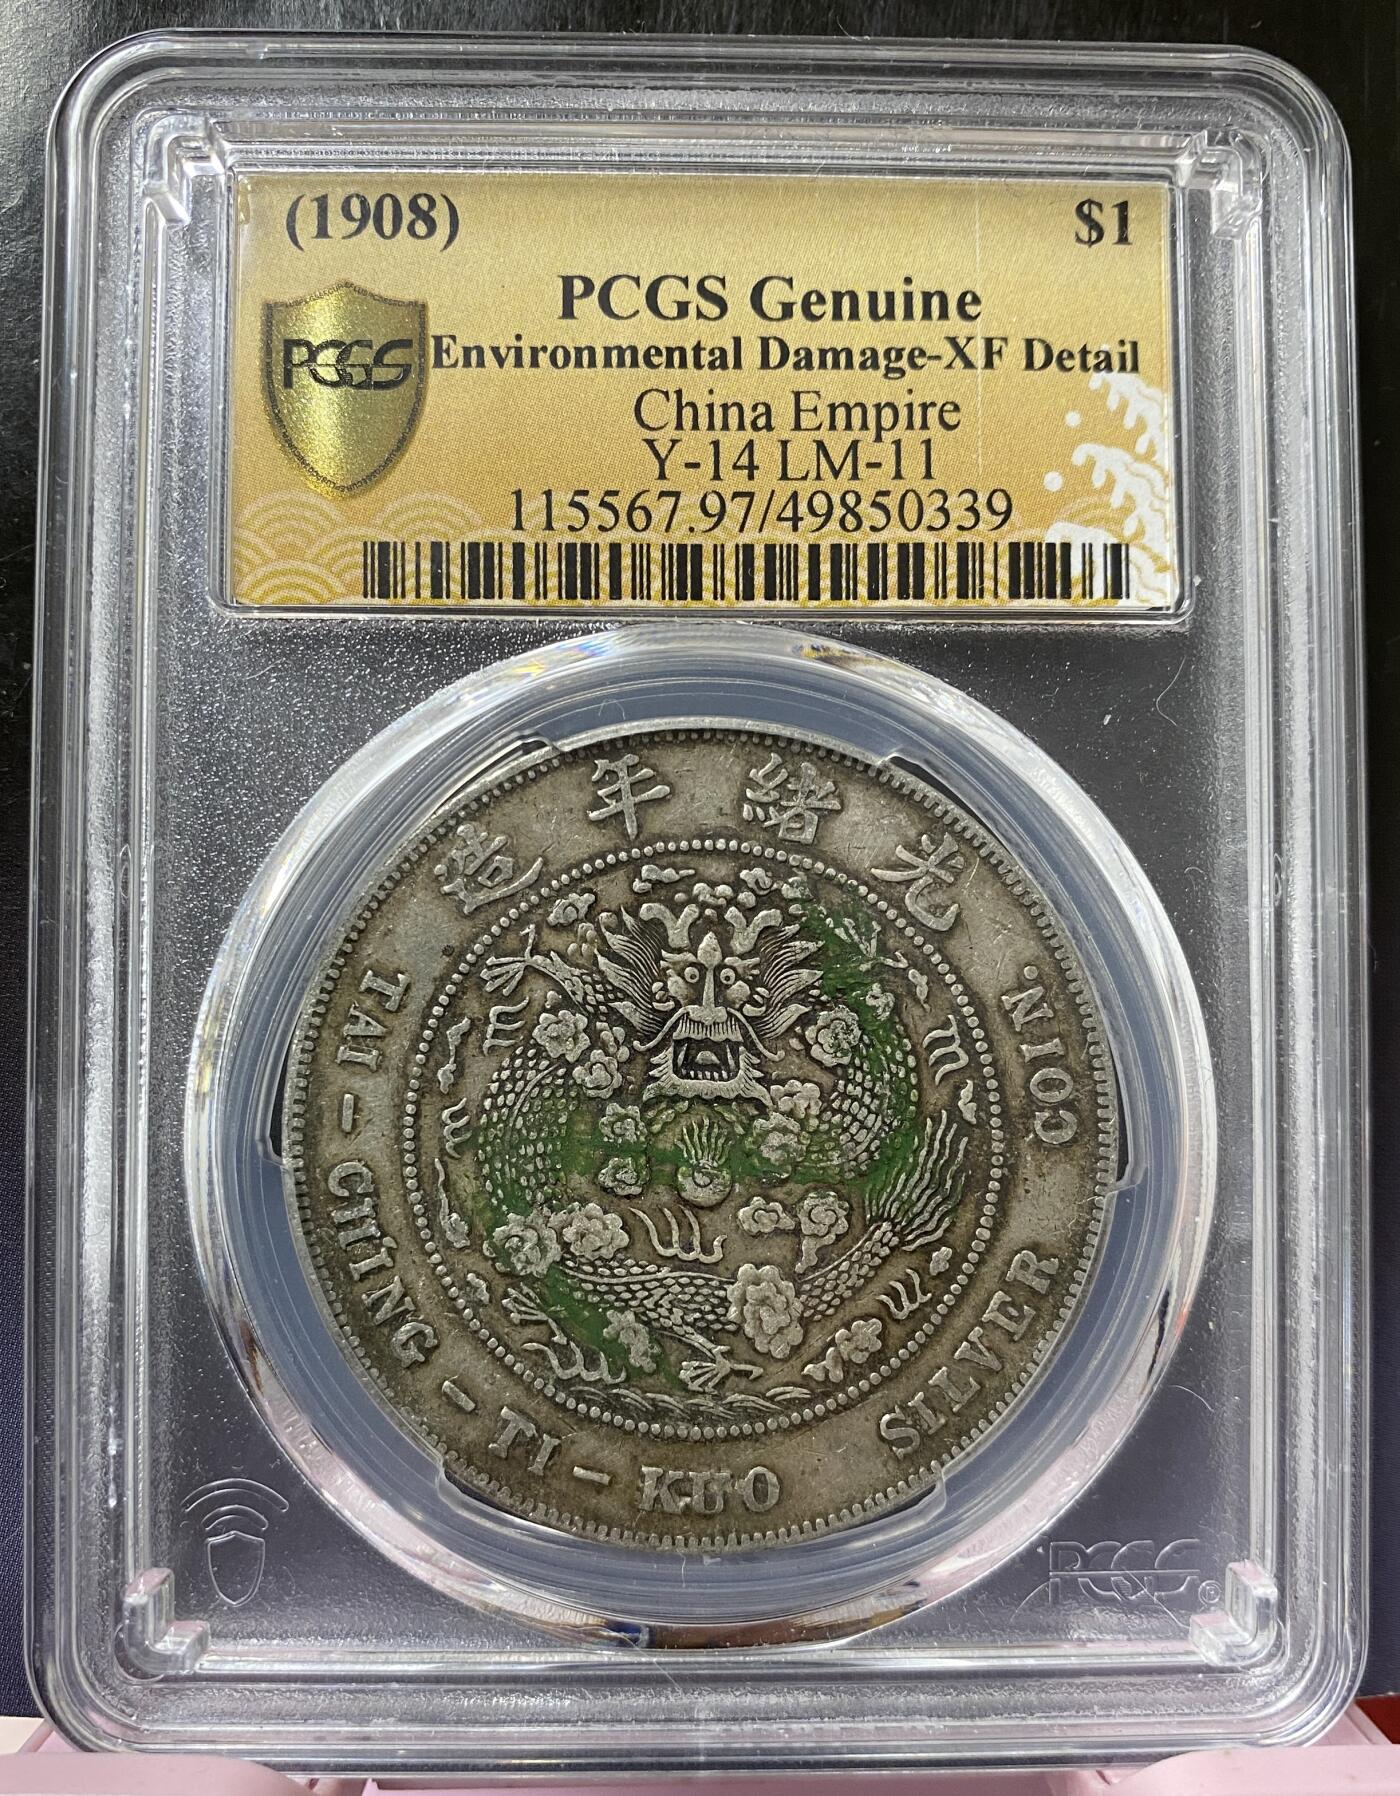 (1908) $1
PCGS Genuine
PCGS
Environmental Damage-XF Detail
China Empire
Y-14 LM-11
115567.97/49850339
造年緒光
TAI-CHING-TI-KUO SILVER COIN.
PCGS